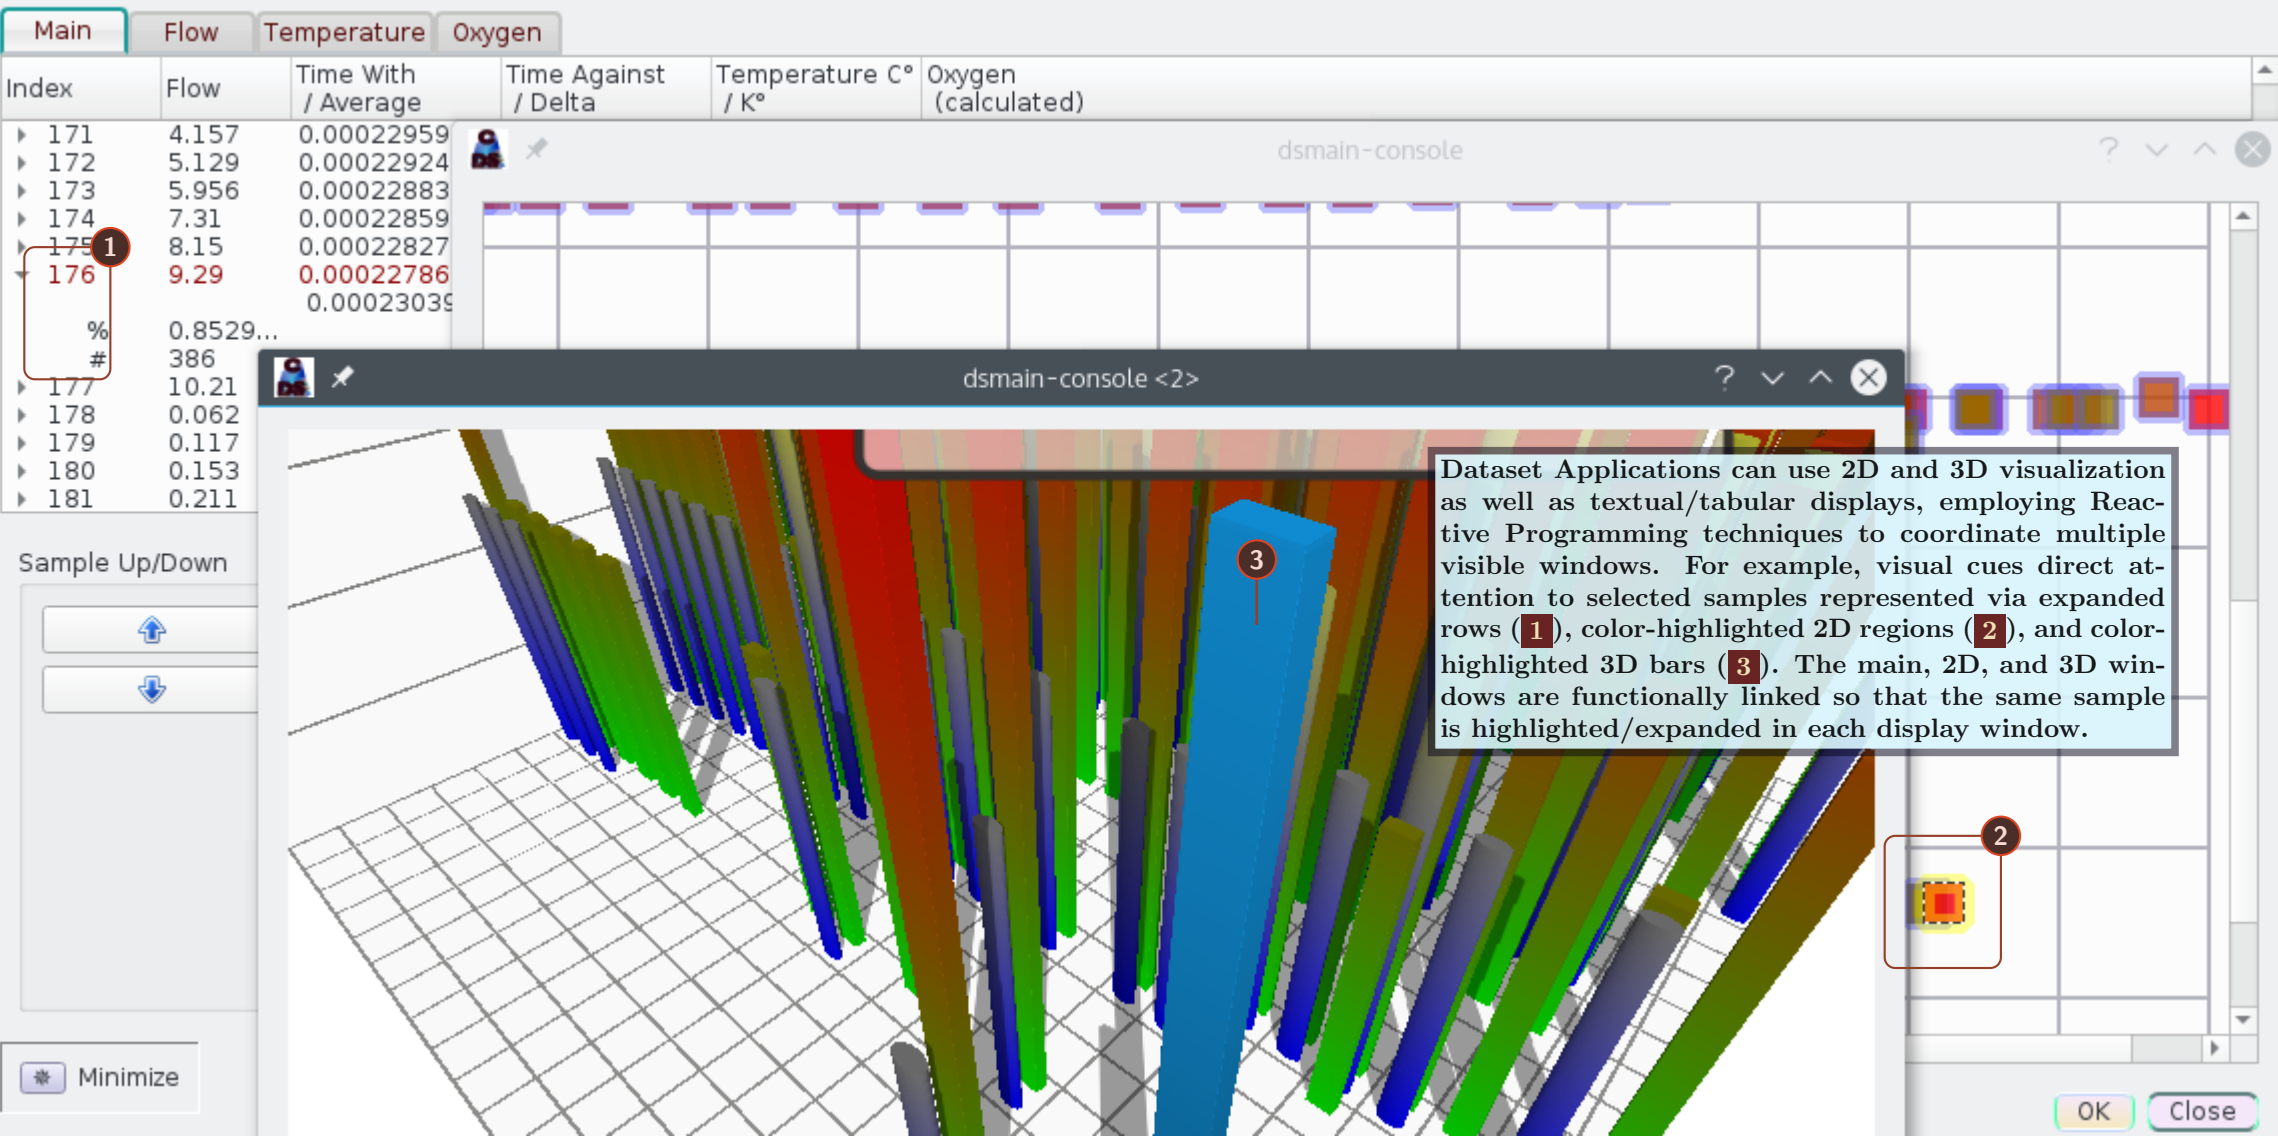 Main Flow Temperature Oxygen
Index Flow Time With / Average Time Against / Delta Temperature C° / K° Oxygen (calculated)
171 4.157 0.00022959
172 5.129 0.00022924
173 5.956 0.00022883
174 7.31 0.00022859
175 8.15 0.00022827
1
176 9.29 0.00022786
0.00023039
% 0.8529...
# 386
177 10.21
178 0.062
179 0.117
180 0.153
181 0.211
C DS
dsmain-console
C DS
dsmain-console <2>
Sample Up/Down
Minimize
3
Dataset Applications can use 2D and 3D visualization
as well as textual/tabular displays, employing Reac-
tive Programming techniques to coordinate multiple
visible windows. For example, visual cues direct at-
tention to selected samples represented via expanded
rows ( 1 ), color-highlighted 2D regions ( 2 ), and color-
highlighted 3D bars ( 3 ). The main, 2D, and 3D win-
dows are functionally linked so that the same sample
is highlighted/expanded in each display window.
2
OK Close